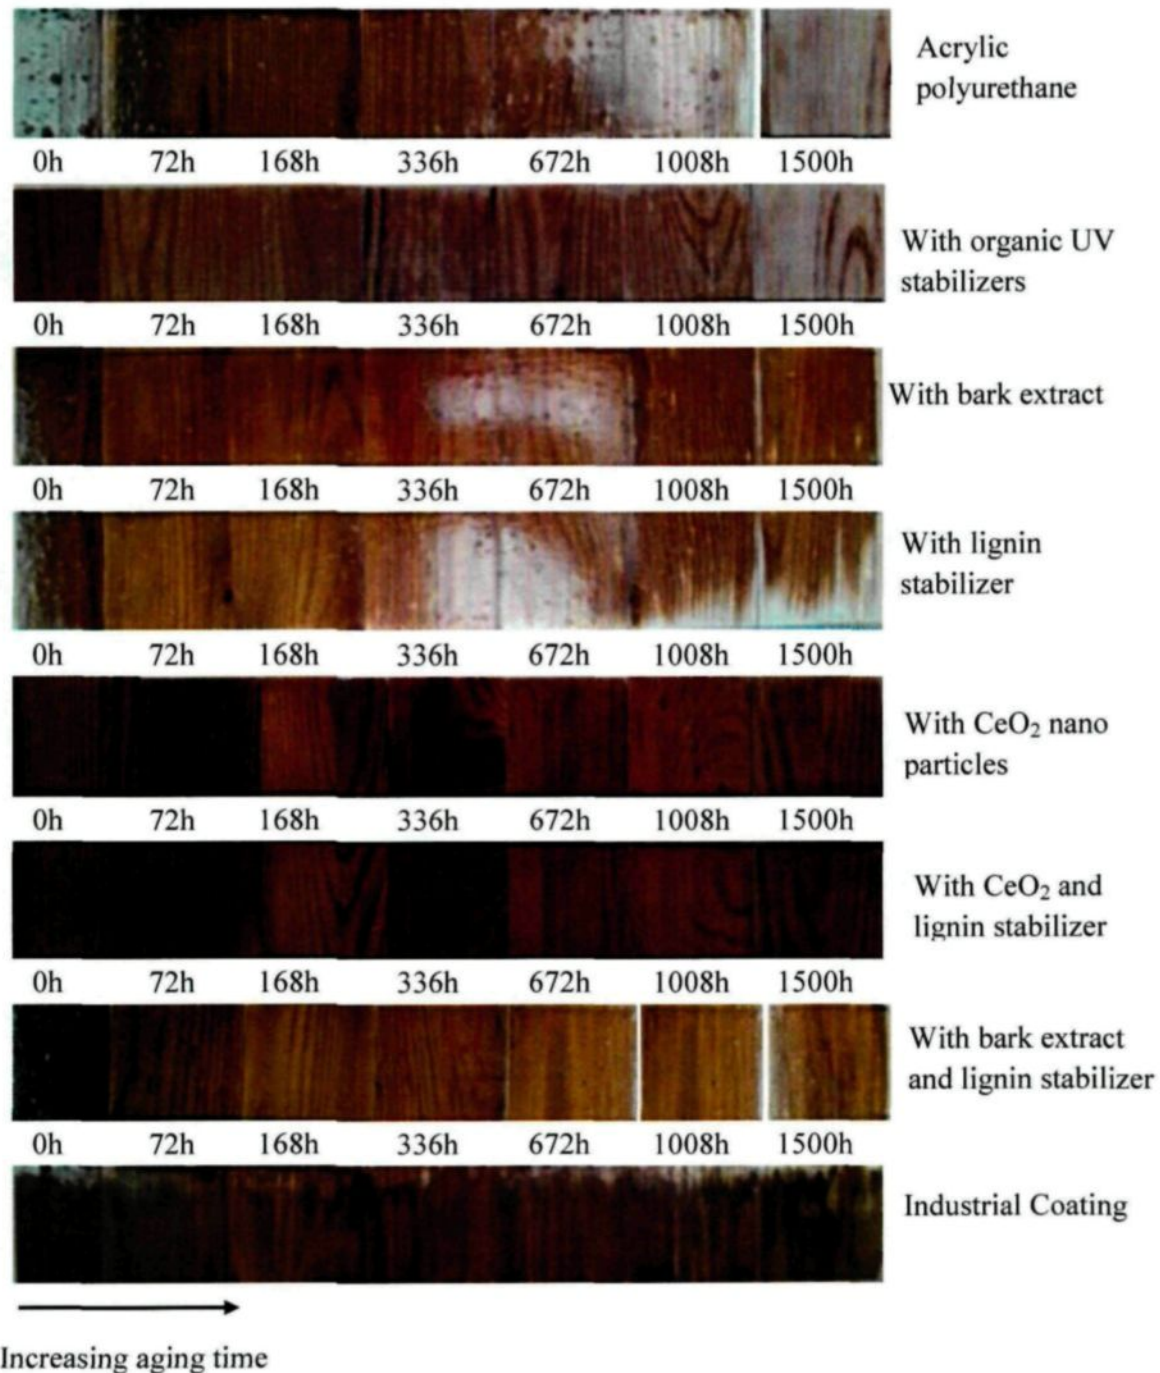 Acrylic
polyurethane
0h 72h 168h 336h 672h 1008h 1500h
With organic UV
stabilizers
0h 72h 168h 336h 672h 1008h 1500h
With bark extract
0h 72h 168h 336h 672h 1008h 1500h
With lignin
stabilizer
0h 72h 168h 336h 672h 1008h 1500h
With CeO₂ nano
particles
0h 72h 168h 336h 672h 1008h 1500h
With CeO₂ and
lignin stabilizer
0h 72h 168h 336h 672h 1008h 1500h
With bark extract
and lignin stabilizer
0h 72h 168h 336h 672h 1008h 1500h
Industrial Coating
Increasing aging time